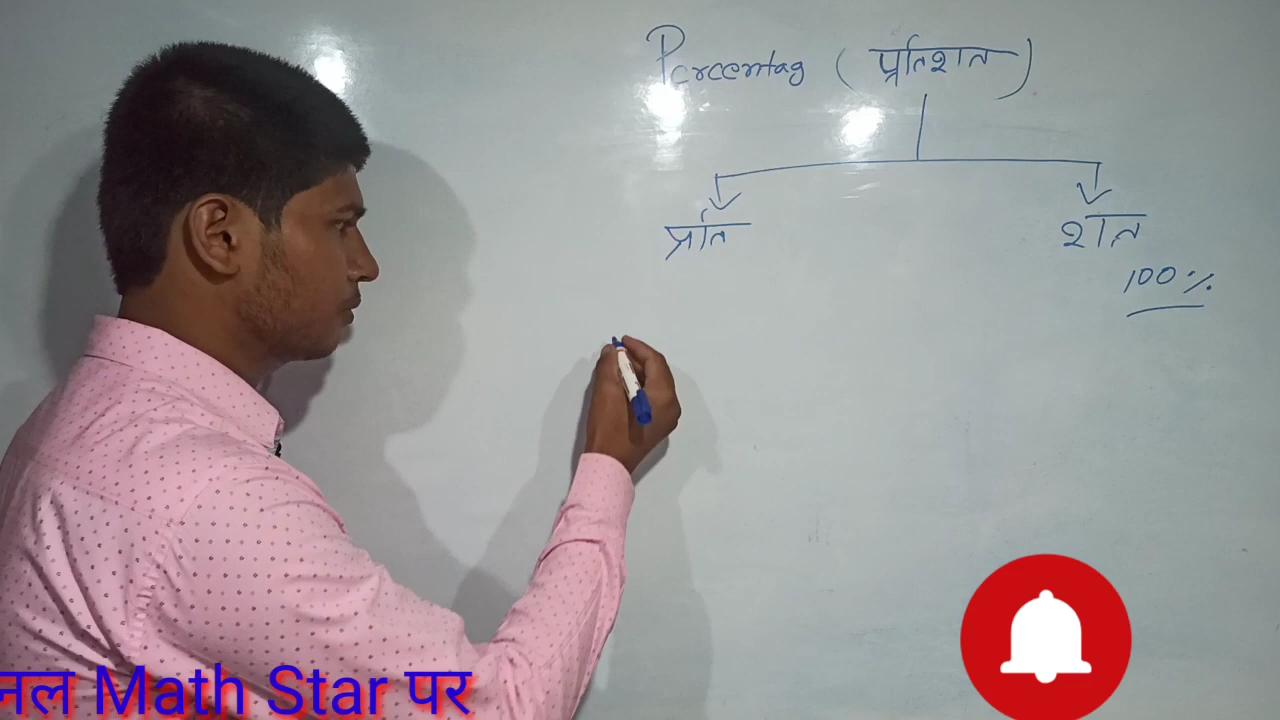 Percentag (प्रतिशत)
प्रति
शत
100%
नल Math Star पर